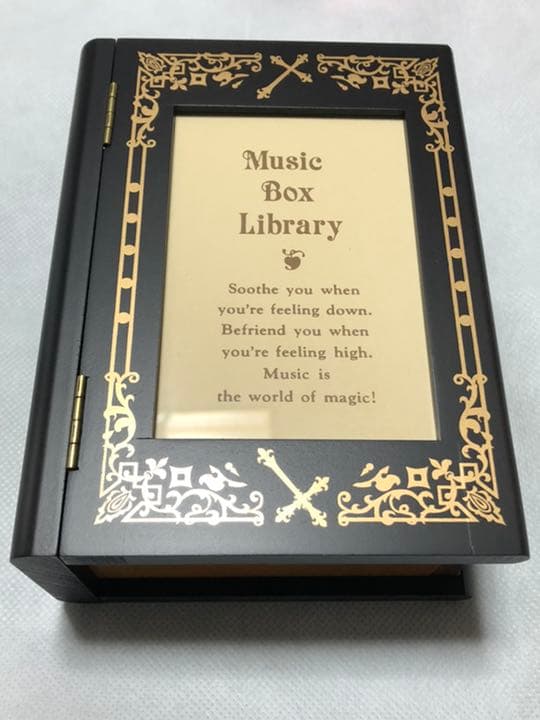 Music
Box
Library
Soothe you when
you're feeling down.
Befriend you when
you're feeling high.
Music is
the world of magic!